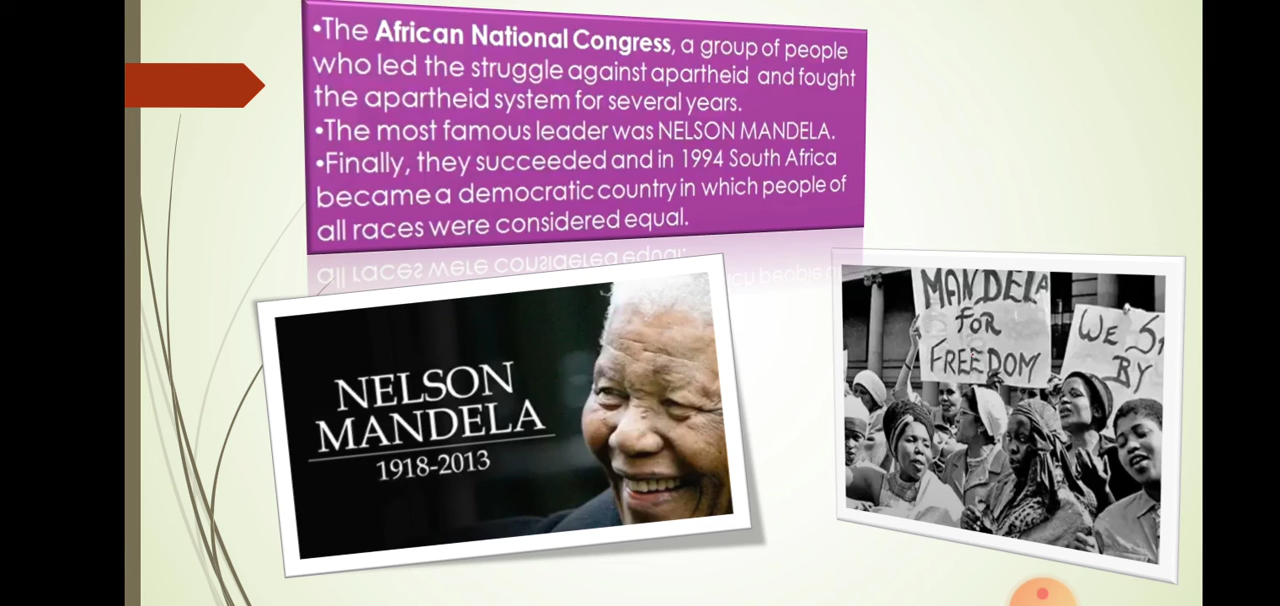 •The African National Congress, a group of people
who led the struggle against apartheid and fought
the apartheid system for several years.
•The most famous leader was NELSON MANDELA.
•Finally, they succeeded and in 1994 South Africa
became a democratic country in which people of
all races were considered equal.
NELSON
MANDELA
1918-2013
MANDELA
FOR
FREEDOM
WE
BY